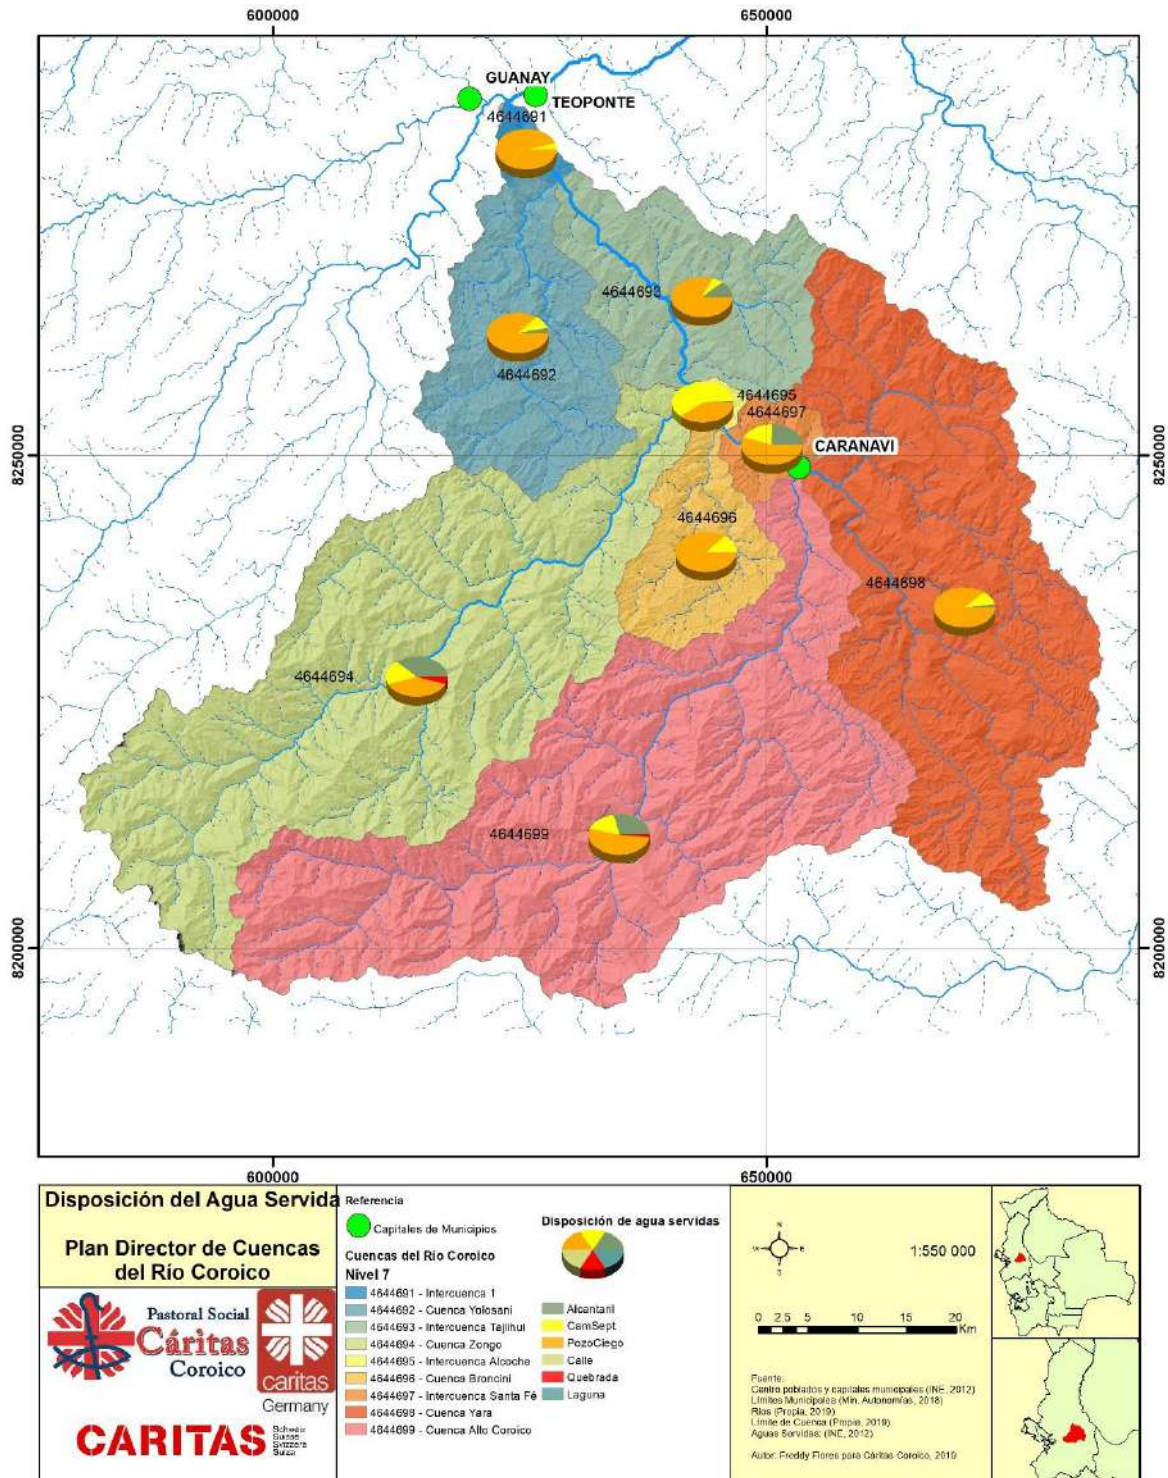 600000
650000
GUANAY
TEOPONTE
4644691
4644693
4644692
4644695
4644697
CARANAVI
8250000
8250000
4644696
4644698
4644694
4644699
8200000
8200000
600000
650000
Disposición del Agua Servida
Plan Director de Cuencas
del Río Coroico
Pastoral Social
Cáritas
Coroico
caritas
Germany
CARITAS
Schweiz
Suisse
Svizzera
Suiza
Referencia
Capitales de Municipios
Cuencas del Río Coroico
Nivel 7
4644691 - Intercuenca 1
4644692 - Cuenca Yolosani
4644693 - Intercuenca Tajlihui
4644694 - Cuenca Zongo
4644695 - Intercuenca Alcoche
4644696 - Cuenca Broncini
4644697 - Intercuenca Santa Fé
4644698 - Cuenca Yara
4644699 - Cuenca Alto Coroico
Disposición de agua servidas
Alcantaril
CamSept
PozoCiego
Calle
Quebrada
Laguna
N
W
E
S
1:550 000
0 2.5 5 10 15 20
Km
Fuente:
Centro poblados y capitales municipales (INE, 2012)
Límites Municipales (Min. Autonomías, 2018)
Ríos (Propia, 2019)
Límite de Cuenca (Propia, 2019)
Aguas Servidas: (INE, 2012)
Autor: Freddy Flores para Cáritas Coroico, 2019